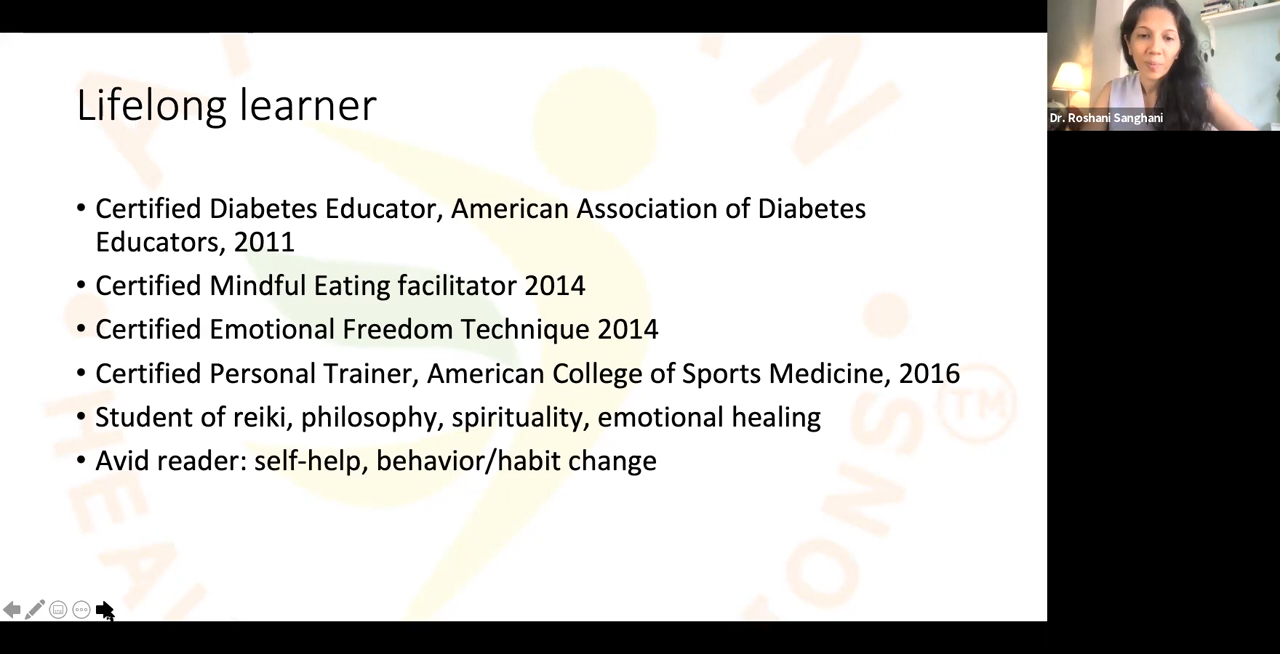 Lifelong learner
• Certified Diabetes Educator, American Association of Diabetes
Educators, 2011
• Certified Mindful Eating facilitator 2014
• Certified Emotional Freedom Technique 2014
• Certified Personal Trainer, American College of Sports Medicine, 2016
• Student of reiki, philosophy, spirituality, emotional healing
• Avid reader: self-help, behavior/habit change
Dr. Roshani Sanghani
TM